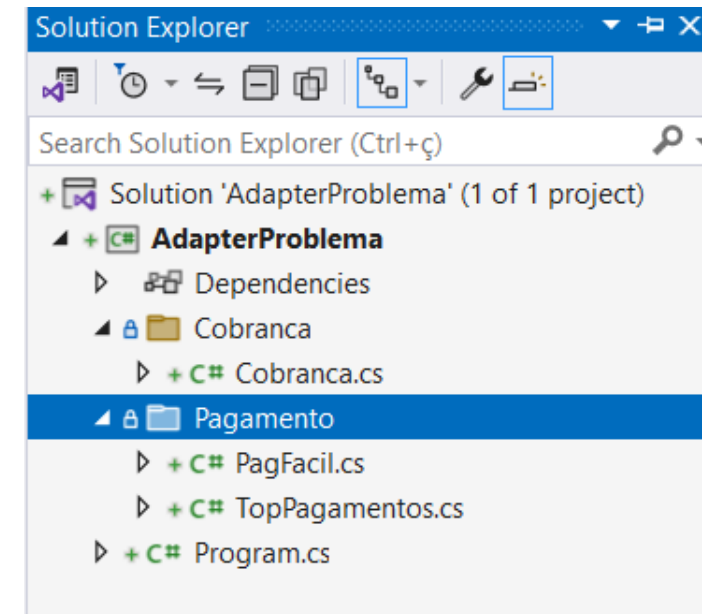 Solution Explorer
Search Solution Explorer (Ctrl+ç)
Solution 'AdapterProblema' (1 of 1 project)
C# AdapterProblema
Dependencies
Cobranca
C# Cobranca.cs
Pagamento
C# PagFacil.cs
C# TopPagamentos.cs
C# Program.cs